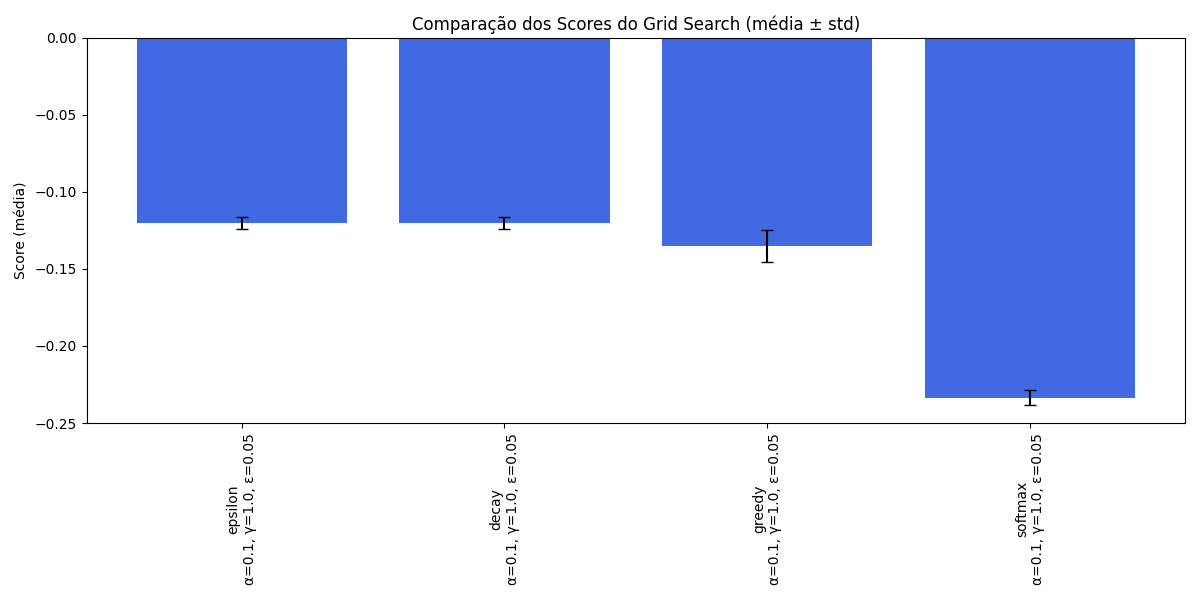 Comparação dos Scores do Grid Search (média ± std)
Score (média)
0.00
−0.05
−0.10
−0.15
−0.20
−0.25
epsilon
α=0.1, γ=1.0, ε=0.05
decay
α=0.1, γ=1.0, ε=0.05
greedy
α=0.1, γ=1.0, ε=0.05
softmax
α=0.1, γ=1.0, ε=0.05